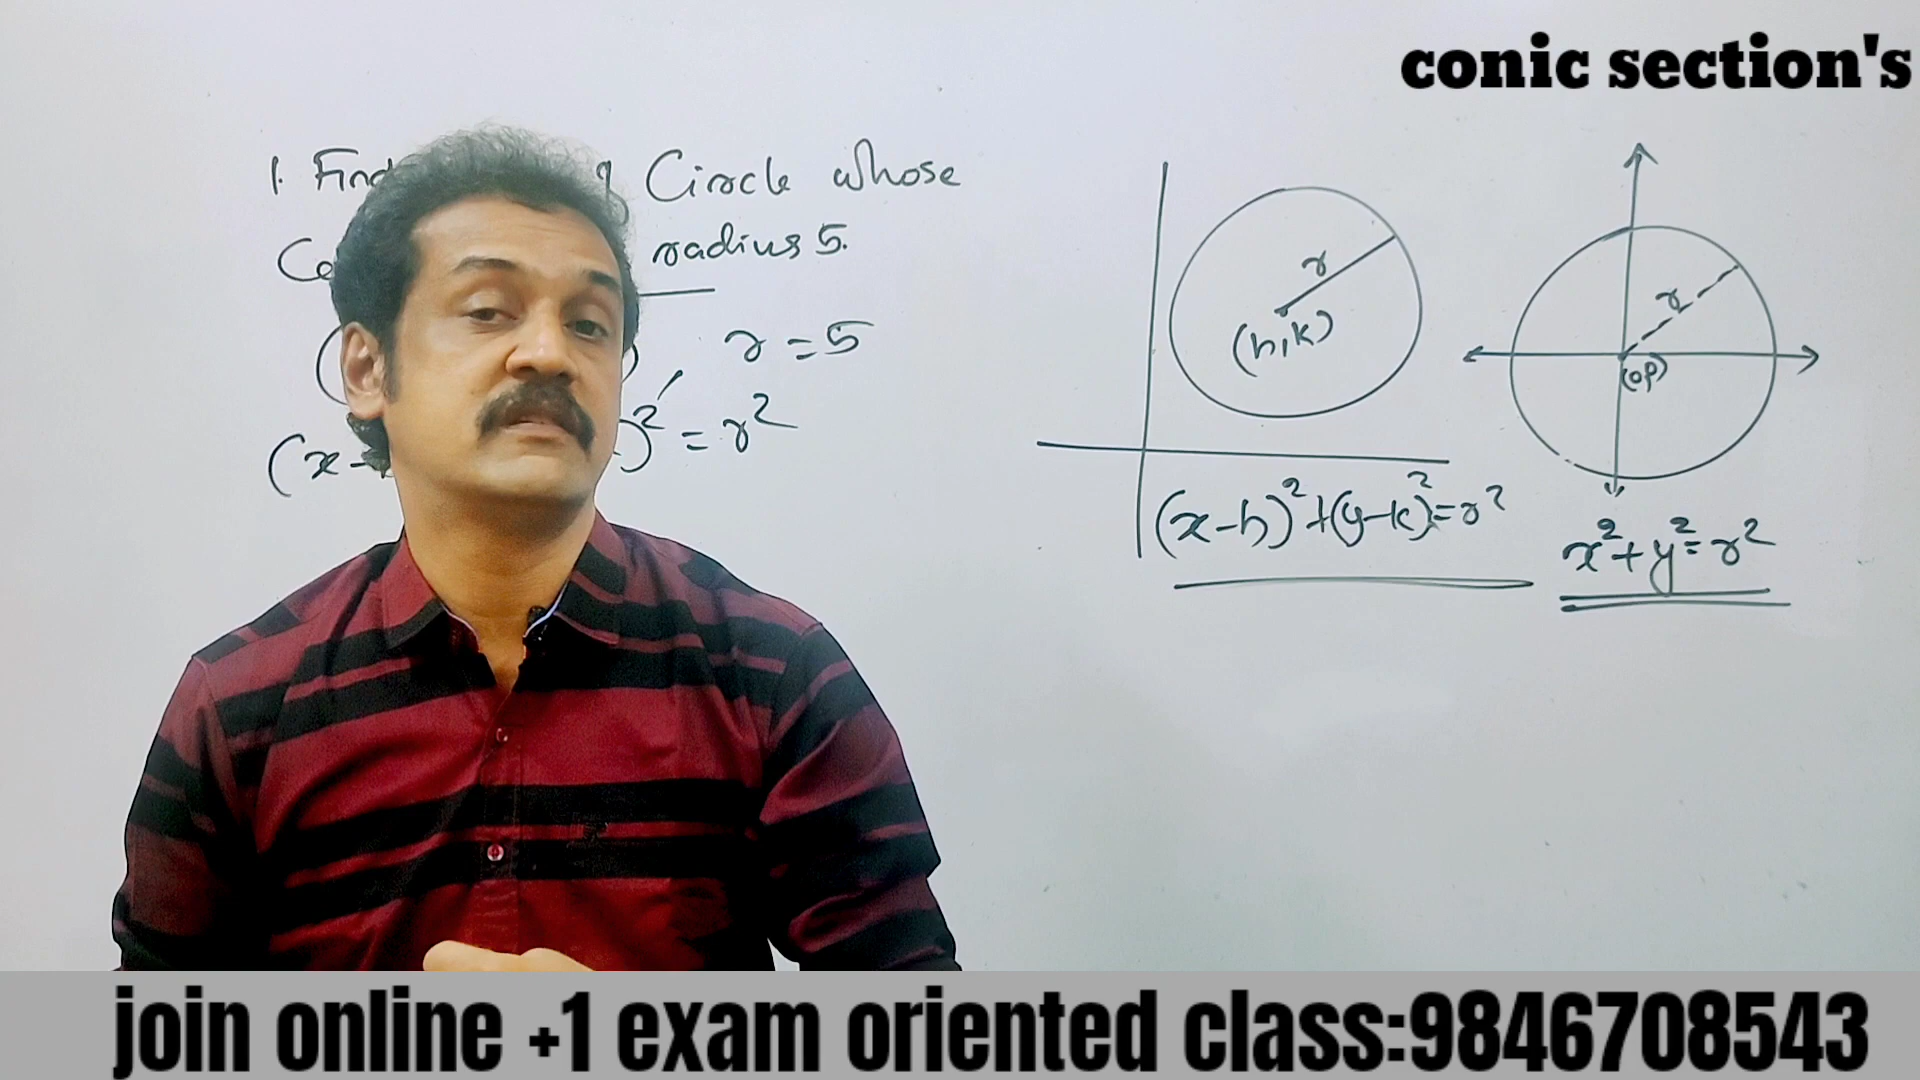 conic section's
1. Find Circle whose
radius 5.
r = 5
(x-
)² = r²
r
(h,k)
(x-h)²+(y-k)²=r²
r
x²+y²=r²
join online +1 exam oriented class:9846708543